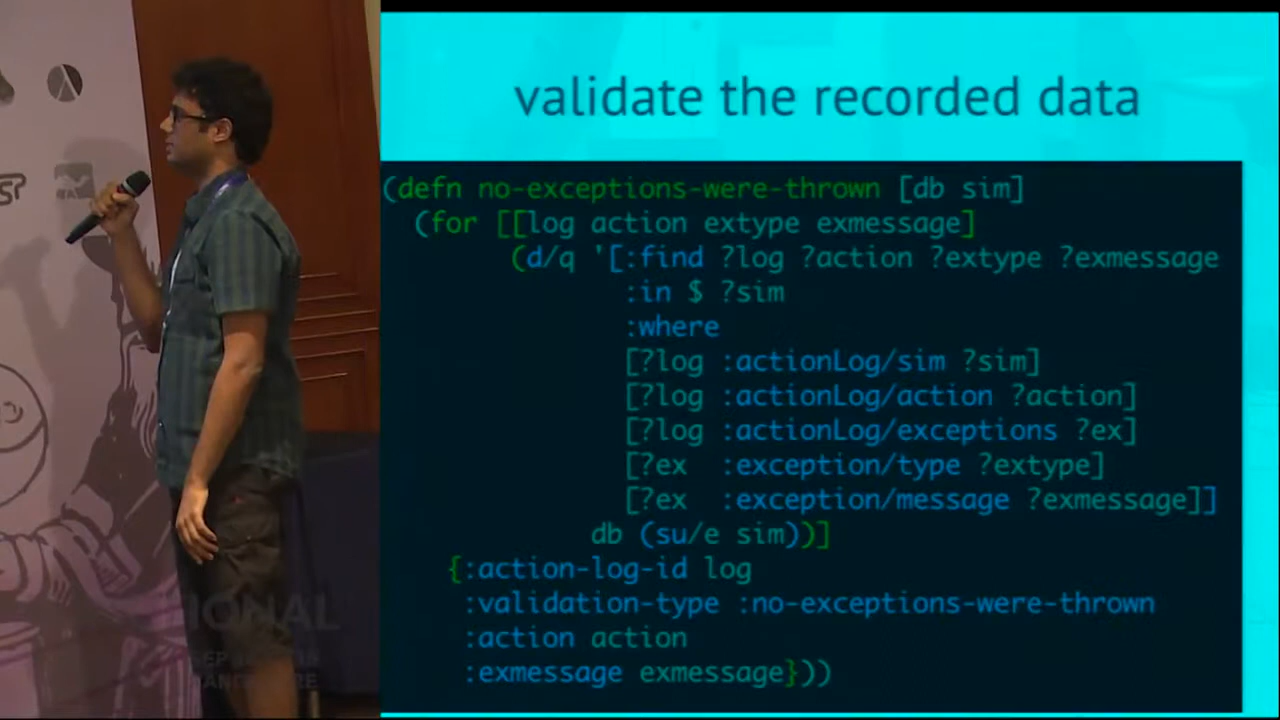 validate the recorded data
(defn no-exceptions-were-thrown [db sim]
  (for [[log action extype exmessage]
        (d/q '[:find ?log ?action ?extype ?exmessage
               :in $ ?sim
               :where
               [?log :actionLog/sim ?sim]
               [?log :actionLog/action ?action]
               [?log :actionLog/exceptions ?ex]
               [?ex  :exception/type ?extype]
               [?ex  :exception/message ?exmessage]]
             db (su/e sim))]
    {:action-log-id log
     :validation-type :no-exceptions-were-thrown
     :action action
     :exmessage exmessage}))
IONAL